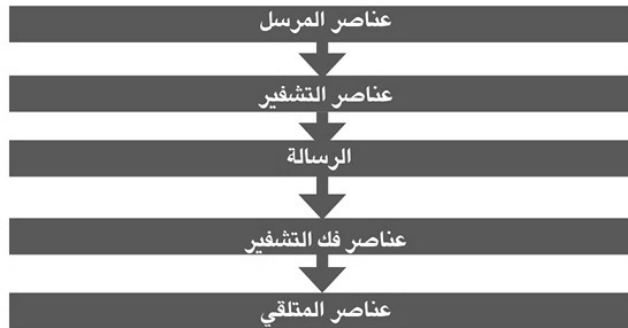 عناصر المرسل
عناصر التشفير
الرسالة
عناصر فك التشفير
عناصر المتلقي